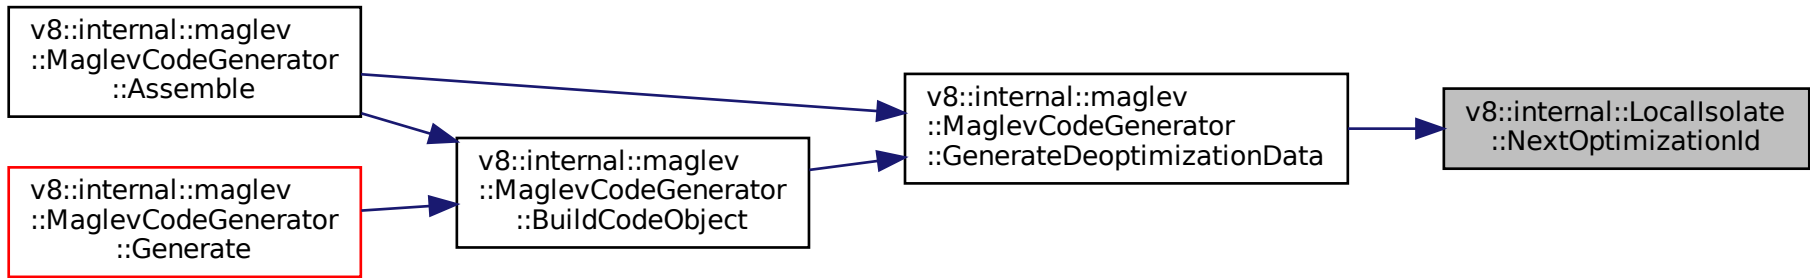 v8::internal::maglev
::MaglevCodeGenerator
::Assemble
v8::internal::maglev
::MaglevCodeGenerator
::Generate
v8::internal::maglev
::MaglevCodeGenerator
::BuildCodeObject
v8::internal::maglev
::MaglevCodeGenerator
::GenerateDeoptimizationData
v8::internal::LocalIsolate
::NextOptimizationId